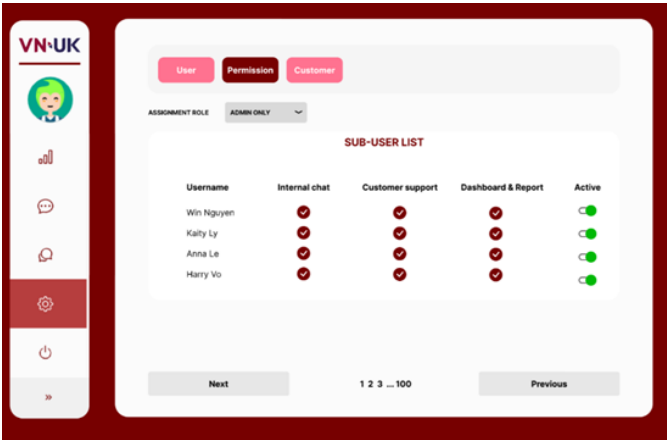 VN-UK
User Permission Customer
ASSIGNMENT ROLE ADMIN ONLY
SUB-USER LIST
Username Internal chat Customer support Dashboard & Report Active
Win Nguyen
Kaity Ly
Anna Le
Harry Vo
Next 1 2 3 ... 100 Previous